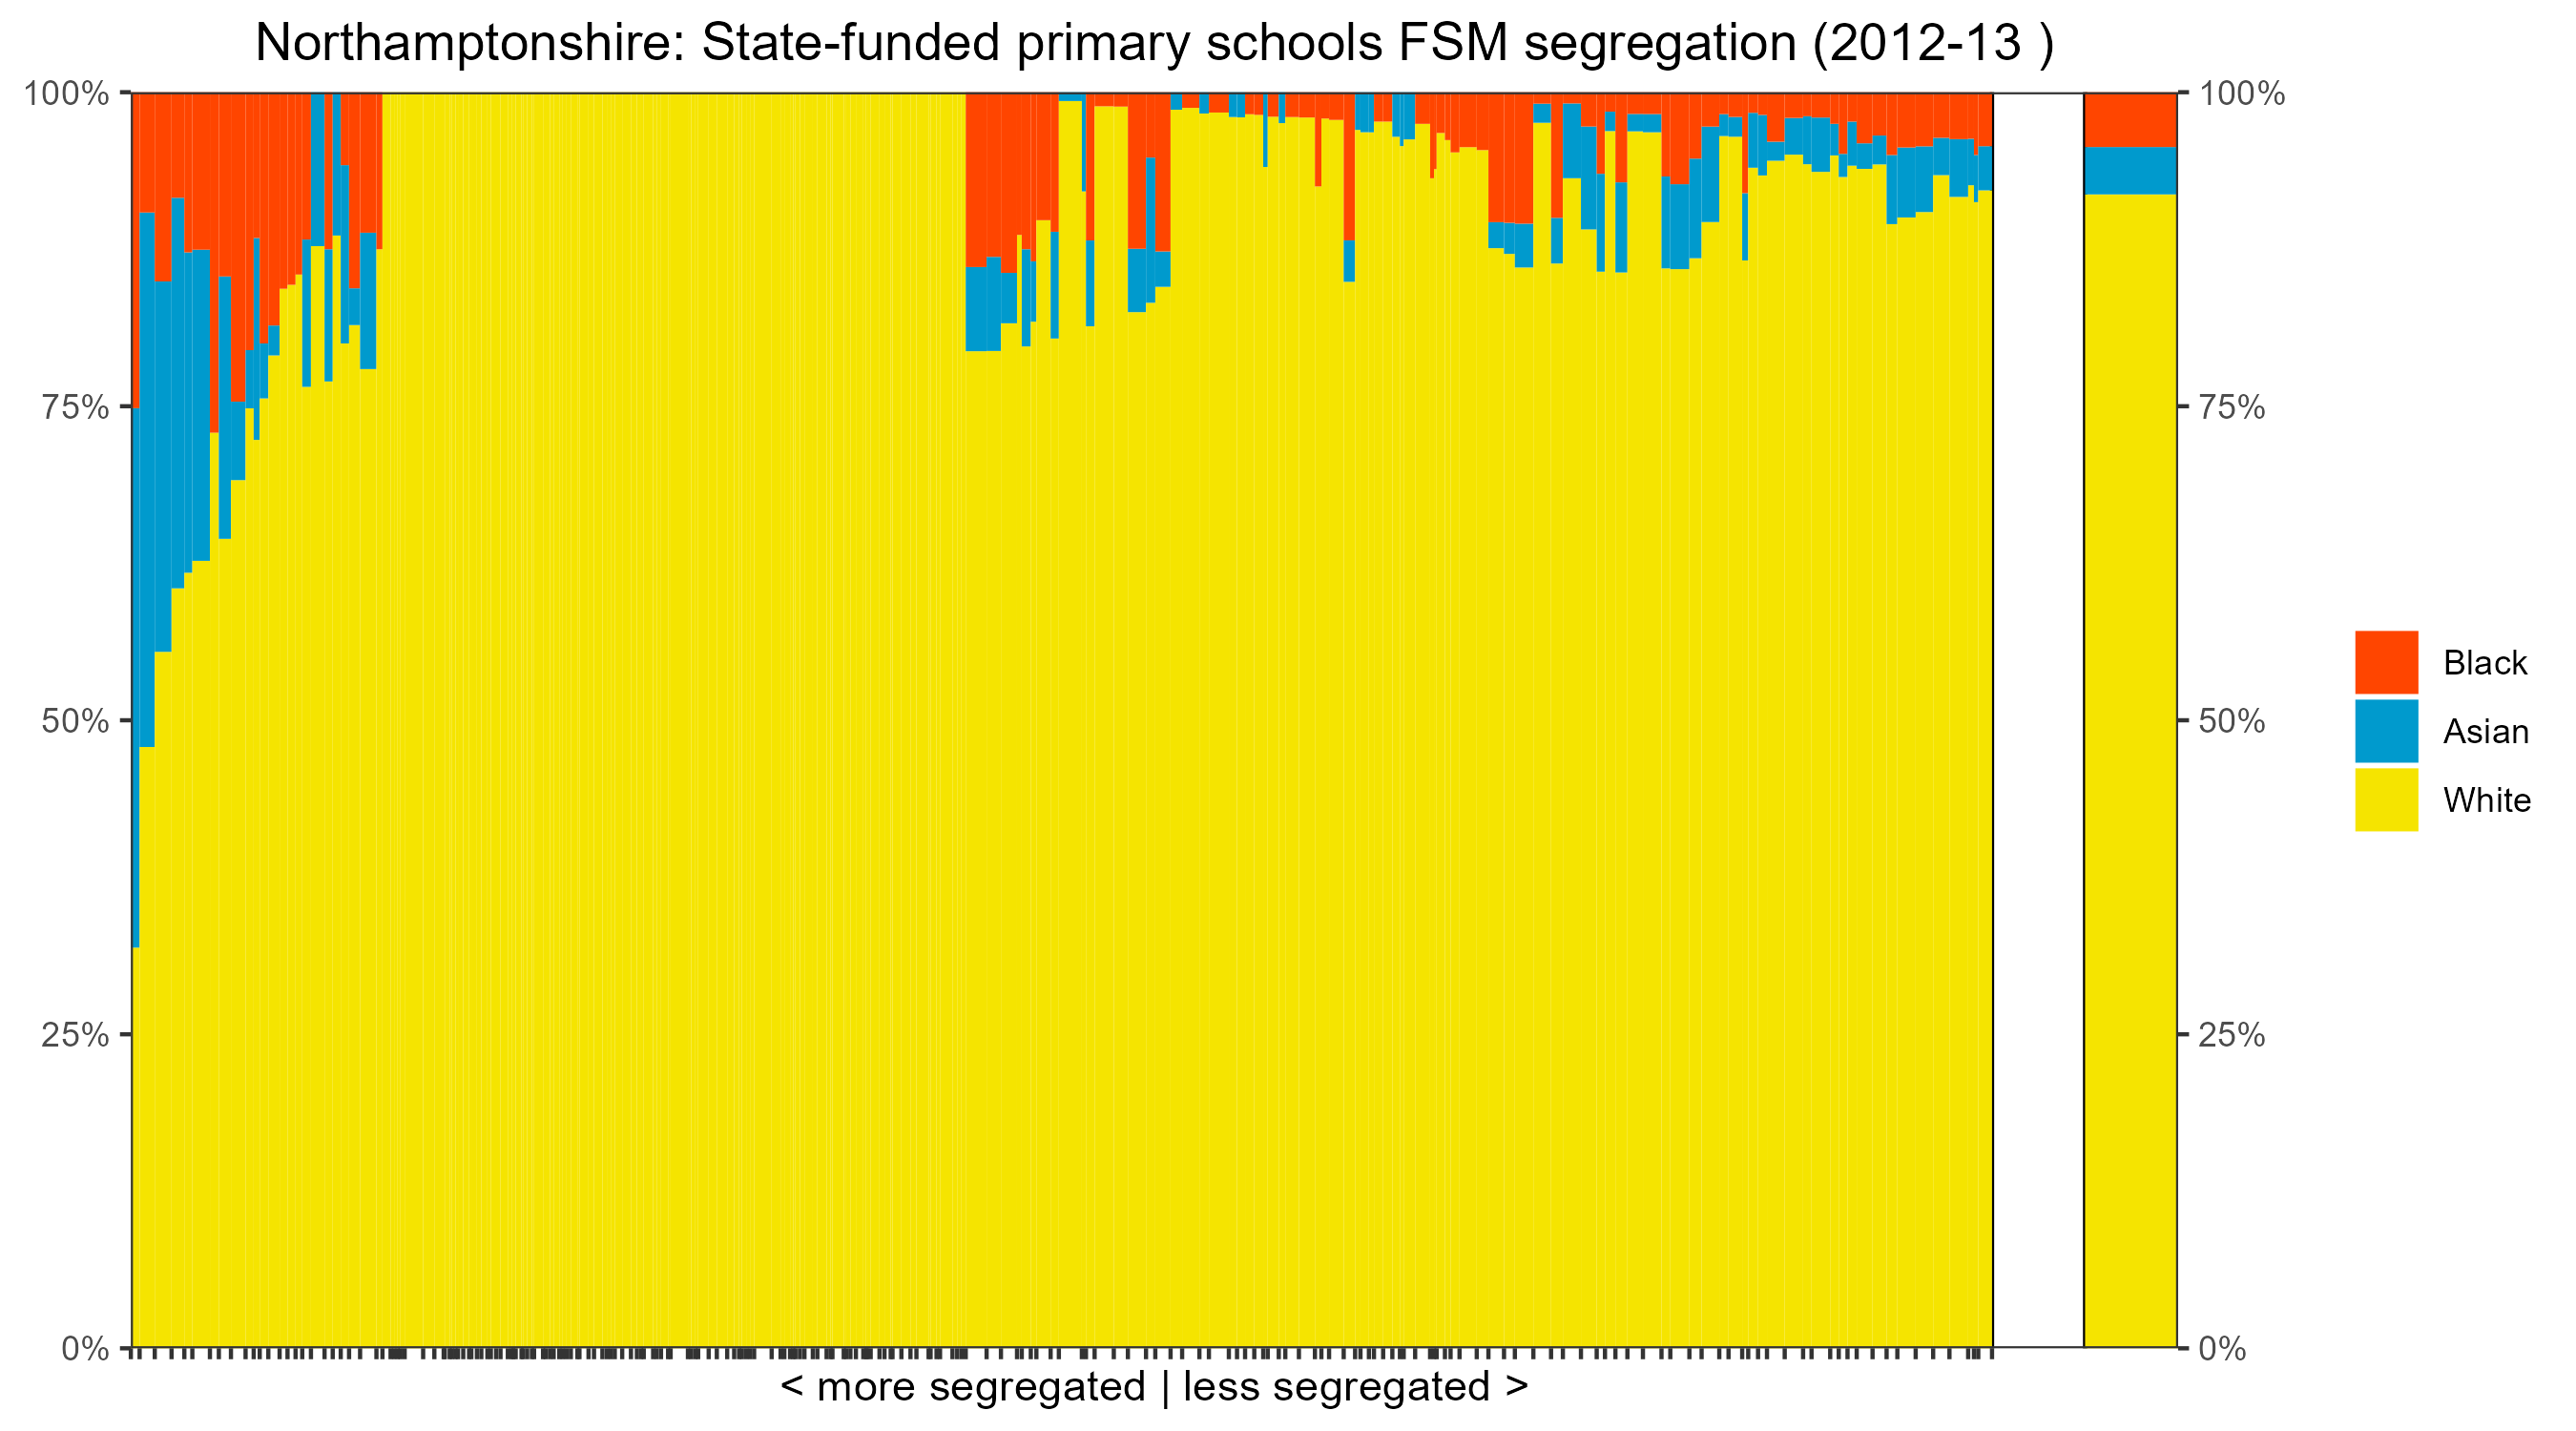 Northamptonshire: State-funded primary schools FSM segregation (2012-13 )
100%
75%
50%
25%
0%
100%
75%
50%
25%
0%
Black
Asian
White
< more segregated | less segregated >